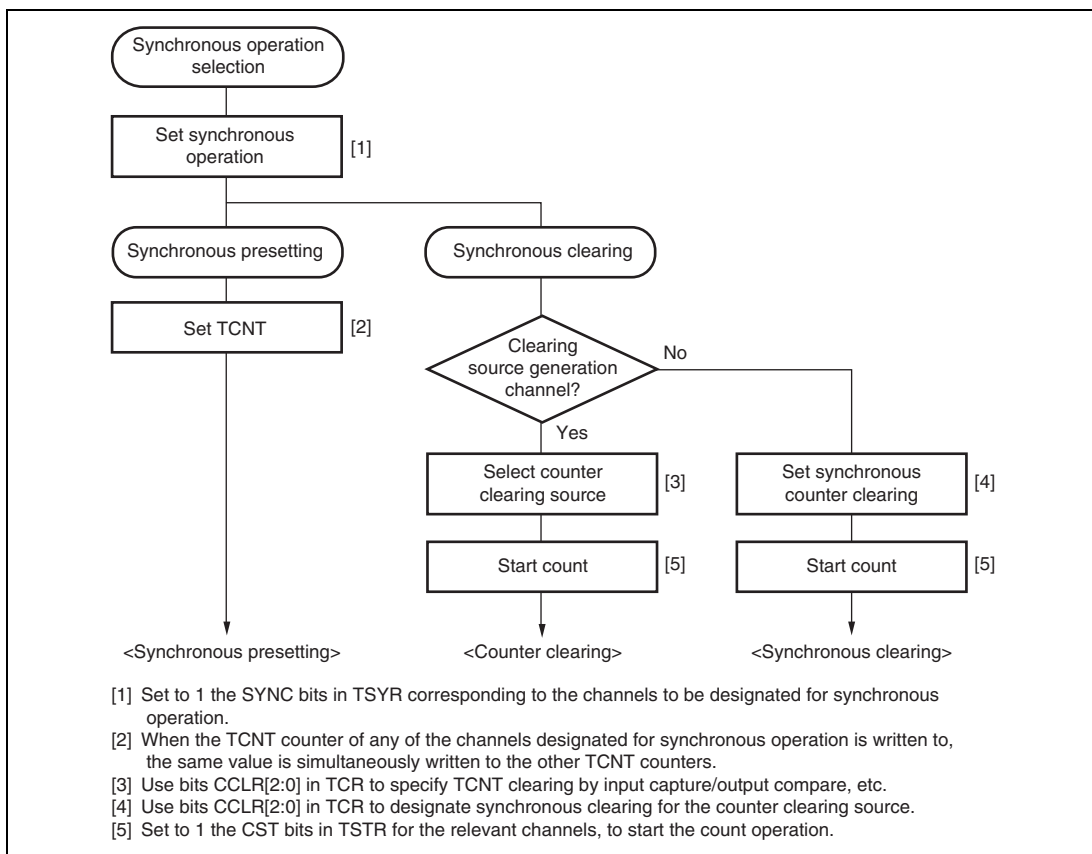 Synchronous operation
selection
Set synchronous
operation
[1]
Synchronous presetting
Synchronous clearing
Set TCNT
[2]
Clearing
source generation
channel?
No
Yes
Select counter
clearing source
[3]
Set synchronous
counter clearing
[4]
Start count
[5]
Start count
[5]
<Synchronous presetting>
<Counter clearing>
<Synchronous clearing>
[1] Set to 1 the SYNC bits in TSYR corresponding to the channels to be designated for synchronous
operation.
[2] When the TCNT counter of any of the channels designated for synchronous operation is written to,
the same value is simultaneously written to the other TCNT counters.
[3] Use bits CCLR[2:0] in TCR to specify TCNT clearing by input capture/output compare, etc.
[4] Use bits CCLR[2:0] in TCR to designate synchronous clearing for the counter clearing source.
[5] Set to 1 the CST bits in TSTR for the relevant channels, to start the count operation.